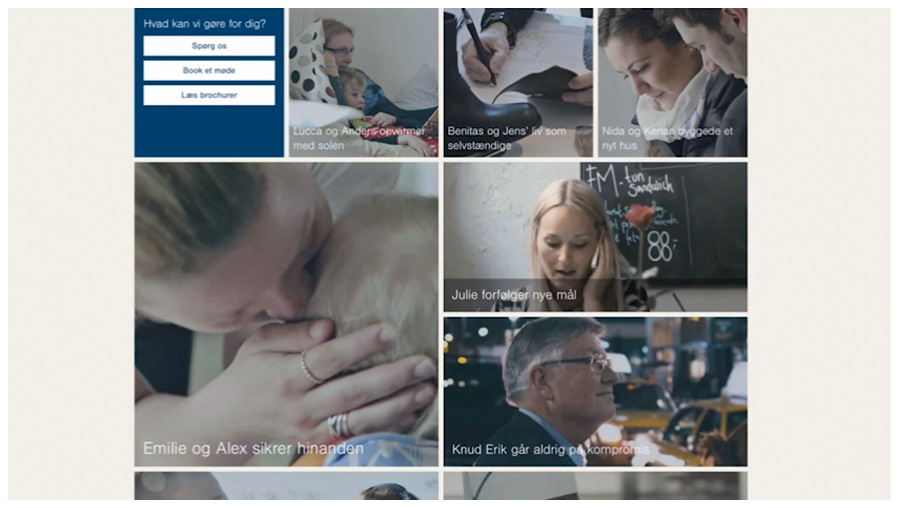 Hvad kan vi gøre for dig?
Spørg os
Book et møde
Læs brochurer
Lucca og Anders opvarmer
med solen
Benitas og Jens' liv som
selvstændige
Nida og Kenan byggede et
nyt hus
FM. tun
sandwich
88;-
Julie forfølger nye mål
Emilie og Alex sikrer hinanden
Knud Erik går aldrig på kompromis